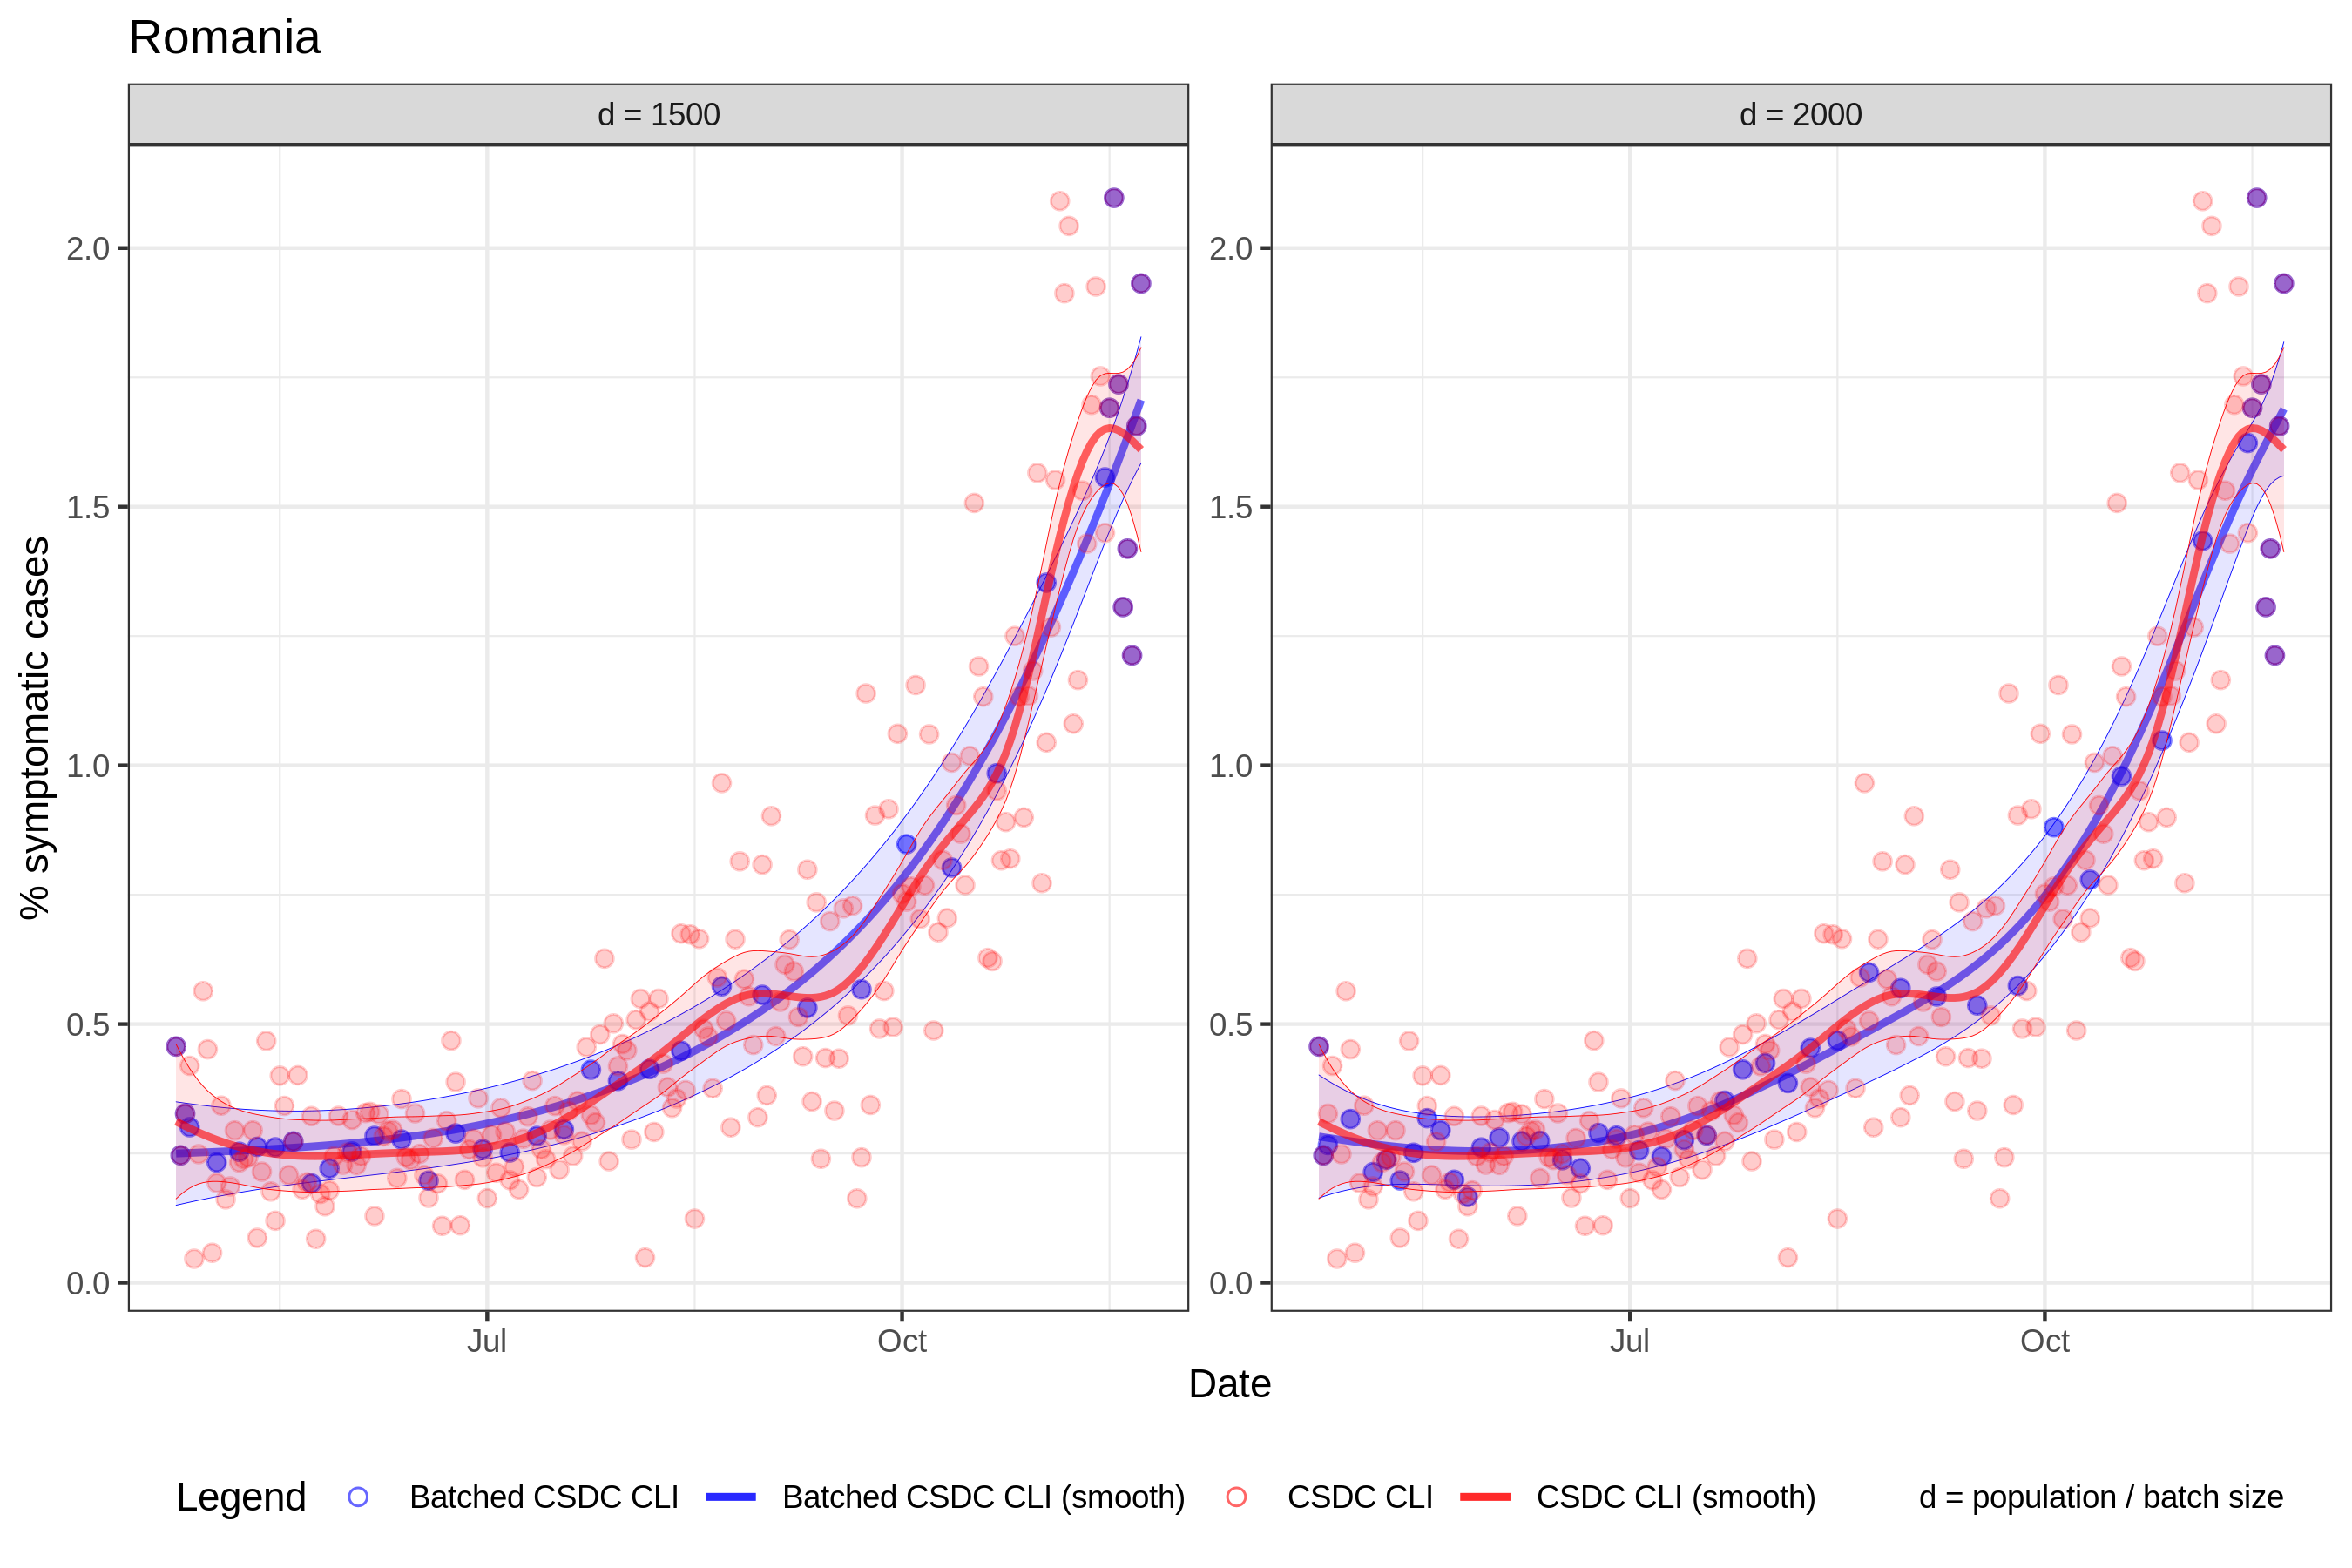 Romania
d = 1500
d = 2000
2.0
1.5
1.0
0.5
0.0
2.0
1.5
1.0
0.5
0.0
% symptomatic cases
Jul
Oct
Jul
Oct
Date
Legend
Batched CSDC CLI
Batched CSDC CLI (smooth)
CSDC CLI
CSDC CLI (smooth)
d = population / batch size